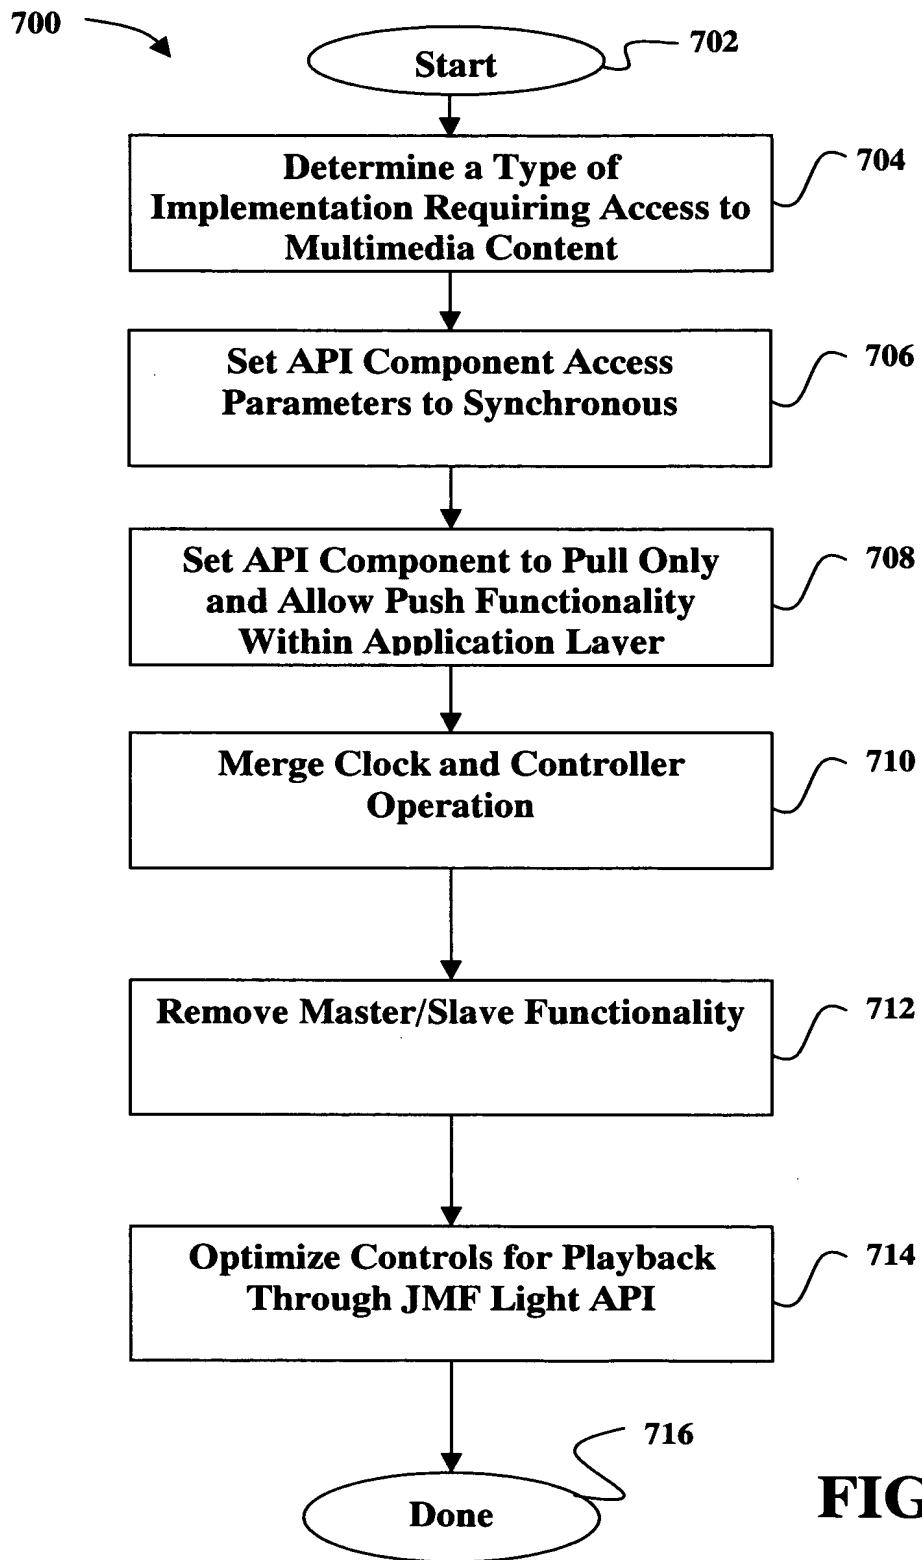 700
702
Start
704
Determine a Type of
Implementation Requiring Access to
Multimedia Content
706
Set API Component Access
Parameters to Synchronous
708
Set API Component to Pull Only
and Allow Push Functionality
Within Application Layer
710
Merge Clock and Controller
Operation
712
Remove Master/Slave Functionality
714
Optimize Controls for Playback
Through JMF Light API
716
Done
FIG